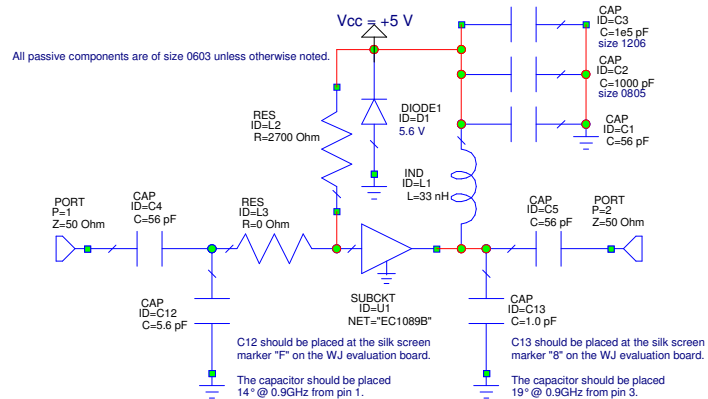 Vcc = +5 V
All passive components are of size 0603 unless otherwise noted.
CAP
ID=C3
C=1e5 pF
size 1206
CAP
ID=C2
C=1000 pF
size 0805
CAP
ID=C1
C=56 pF
RES
ID=L2
R=2700 Ohm
DIODE1
ID=D1
5.6 V
IND
ID=L1
L=33 nH
PORT
P=1
Z=50 Ohm
CAP
ID=C4
C=56 pF
RES
ID=L3
R=0 Ohm
CAP
ID=C5
C=56 pF
PORT
P=2
Z=50 Ohm
CAP
ID=C12
C=5.6 pF
SUBCKT
ID=U1
NET="EC1089B"
CAP
ID=C13
C=1.0 pF
C12 should be placed at the silk screen
marker "F" on the WJ evaluation board.
The capacitor should be placed
14° @ 0.9GHz from pin 1.
C13 should be placed at the silk screen
marker "8" on the WJ evaluation board.
The capacitor should be placed
19° @ 0.9GHz from pin 3.